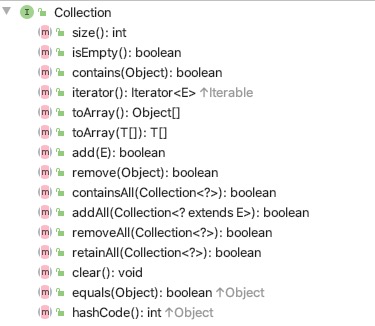 I Collection
m size(): int
m isEmpty(): boolean
m contains(Object): boolean
m iterator(): Iterator<E> ↑Iterable
m toArray(): Object[]
m toArray(T[]): T[]
m add(E): boolean
m remove(Object): boolean
m containsAll(Collection<?>): boolean
m addAll(Collection<? extends E>): boolean
m removeAll(Collection<?>): boolean
m retainAll(Collection<?>): boolean
m clear(): void
m equals(Object): boolean ↑Object
m hashCode(): int ↑Object